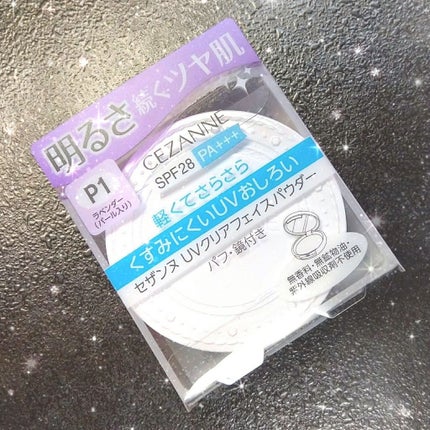 明るさ続くツヤ肌
P1
ラベンダー
(パール入り)
CEZANNE
SPF28 PA+++
軽くてさらさら
くすみにくいUVおしろい
セザンヌ UVクリアフェイスパウダー
パフ・鏡付き
無香料・無鉱物油・
紫外線吸収剤不使用